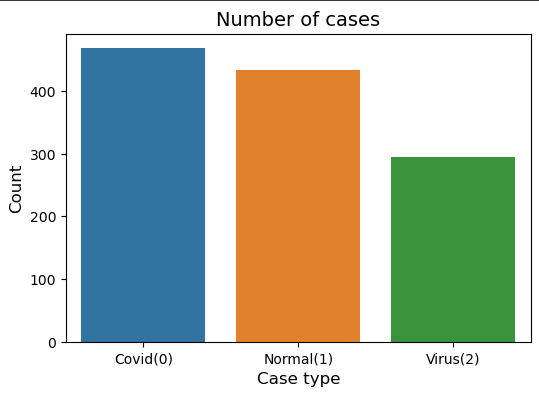 Number of cases
400
300
200
100
0
Count
Covid(0) Normal(1) Virus(2)
Case type